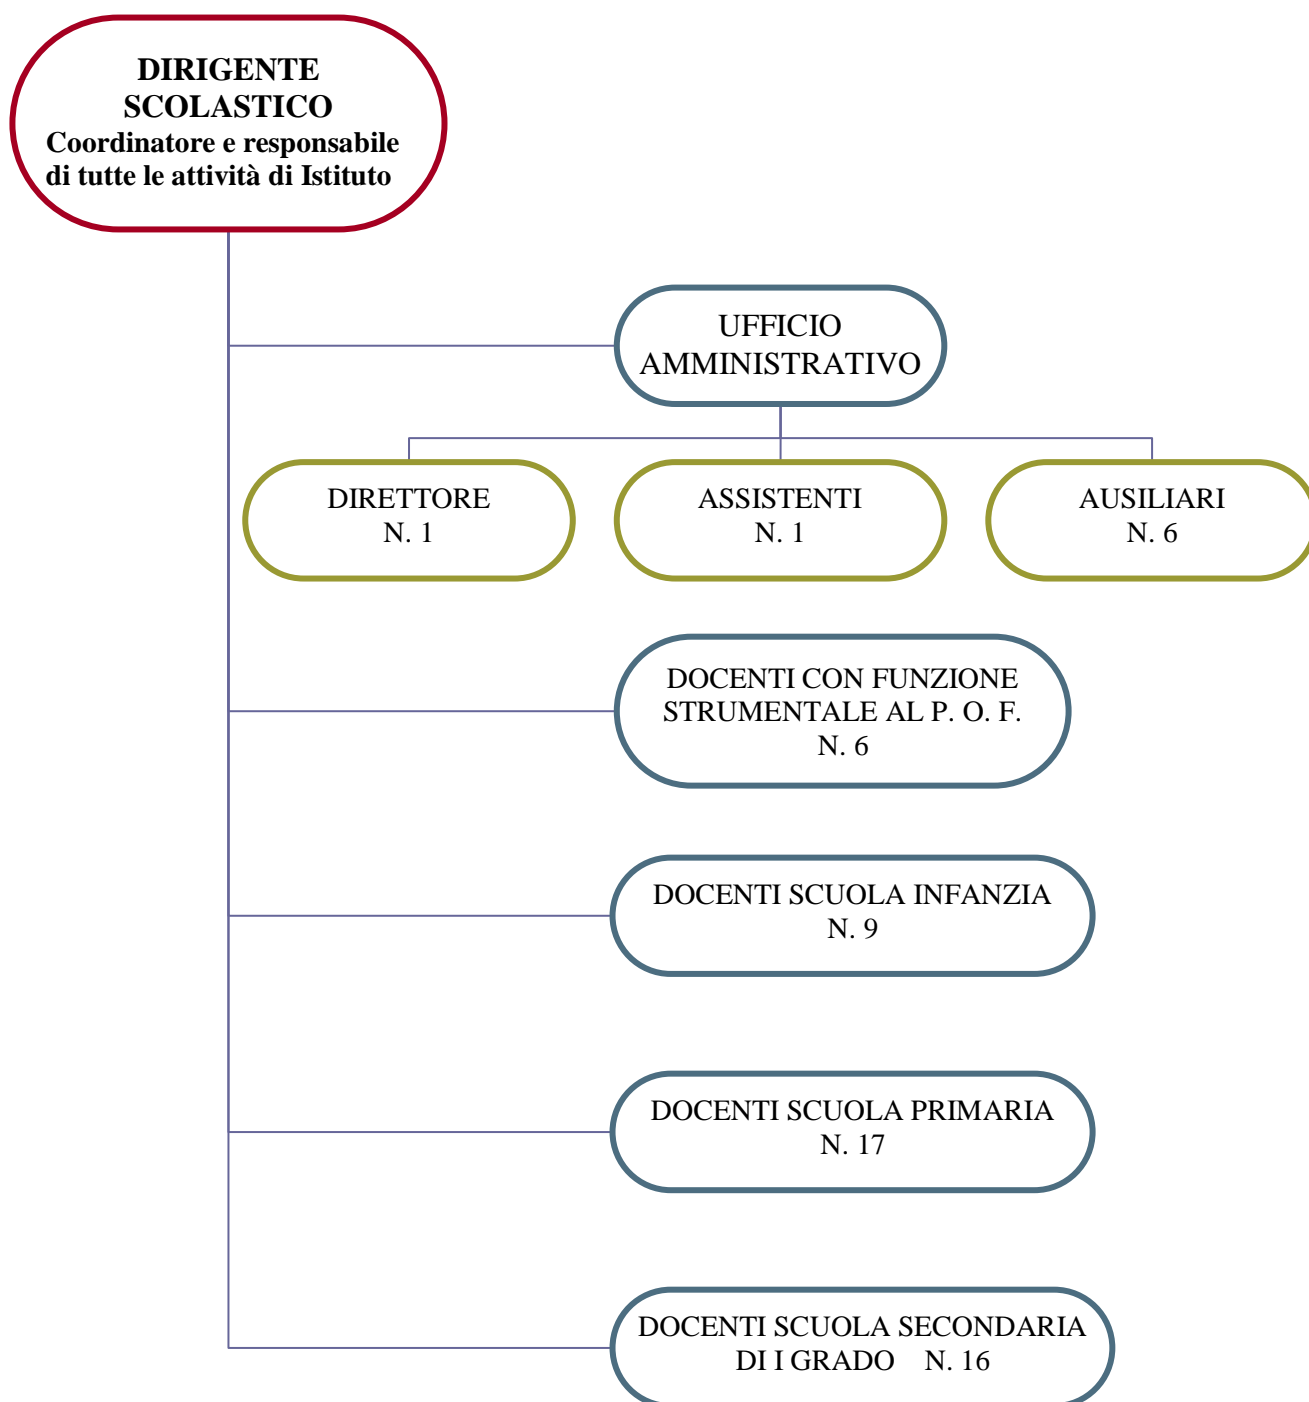 DIRIGENTE
SCOLASTICO
Coordinatore e responsabile
di tutte le attività di Istituto
UFFICIO
AMMINISTRATIVO
DIRETTORE
N. 1
ASSISTENTI
N. 1
AUSILIARI
N. 6
DOCENTI CON FUNZIONE
STRUMENTALE AL P. O. F.
N. 6
DOCENTI SCUOLA INFANZIA
N. 9
DOCENTI SCUOLA PRIMARIA
N. 17
DOCENTI SCUOLA SECONDARIA
DI I GRADO N. 16